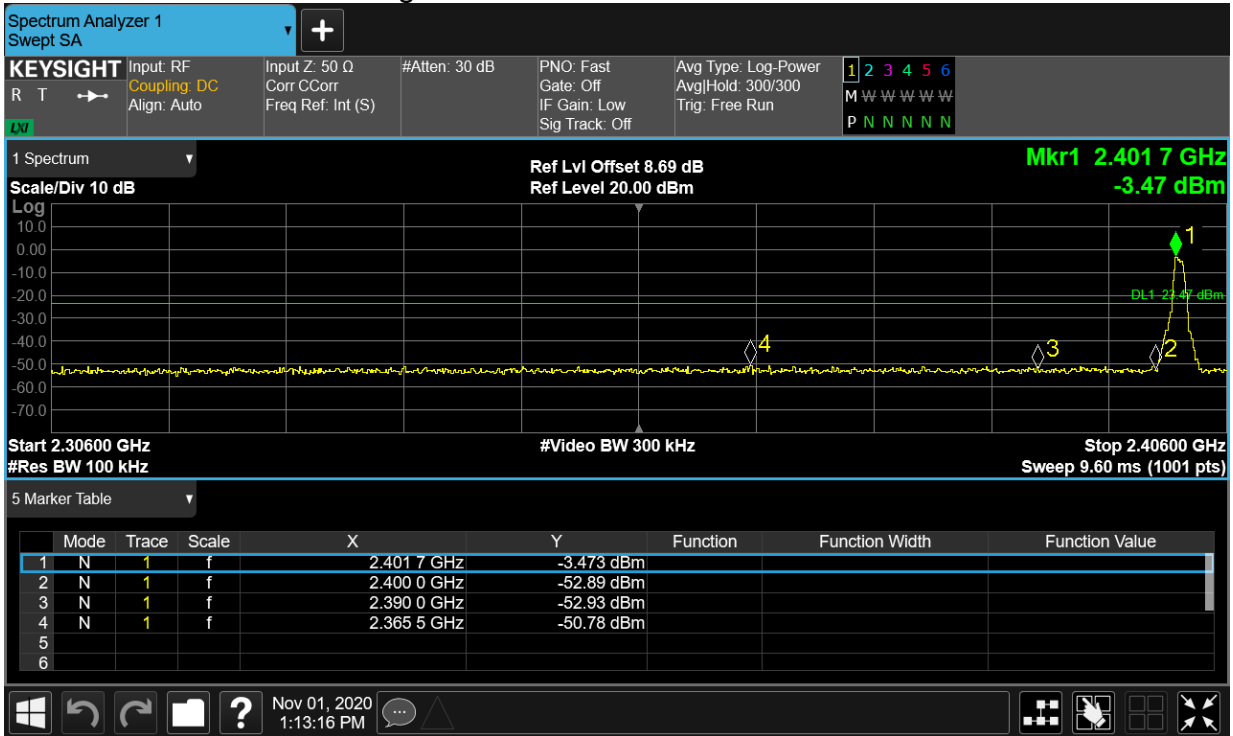 Spectrum Analyzer 1
Swept SA
+
KEYSIGHT Input: RF Input Z: 50 Ω #Atten: 30 dB PNO: Fast Avg Type: Log-Power 1 2 3 4 5 6
R T Coupling: DC Corr CCorr Gate: Off Avg|Hold: 300/300 M W W W W W
Align: Auto Freq Ref: Int (S) IF Gain: Low Trig: Free Run
LXI Sig Track: Off P N N N N N
1 Spectrum Ref Lvl Offset 8.69 dB Mkr1 2.401 7 GHz
Scale/Div 10 dB Ref Level 20.00 dBm -3.47 dBm
Log
10.0 1
0.00
-10.0
-20.0 DL1 -23.47 dBm
-30.0
-40.0 4 3 2
-50.0
-60.0
-70.0
Start 2.30600 GHz #Video BW 300 kHz Stop 2.40600 GHz
#Res BW 100 kHz Sweep 9.60 ms (1001 pts)
5 Marker Table
Mode Trace Scale X Y Function Function Width Function Value
1 N 1 f 2.401 7 GHz -3.473 dBm
2 N 1 f 2.400 0 GHz -52.89 dBm
3 N 1 f 2.390 0 GHz -52.93 dBm
4 N 1 f 2.365 5 GHz -50.78 dBm
5
6
? Nov 01, 2020
1:13:16 PM